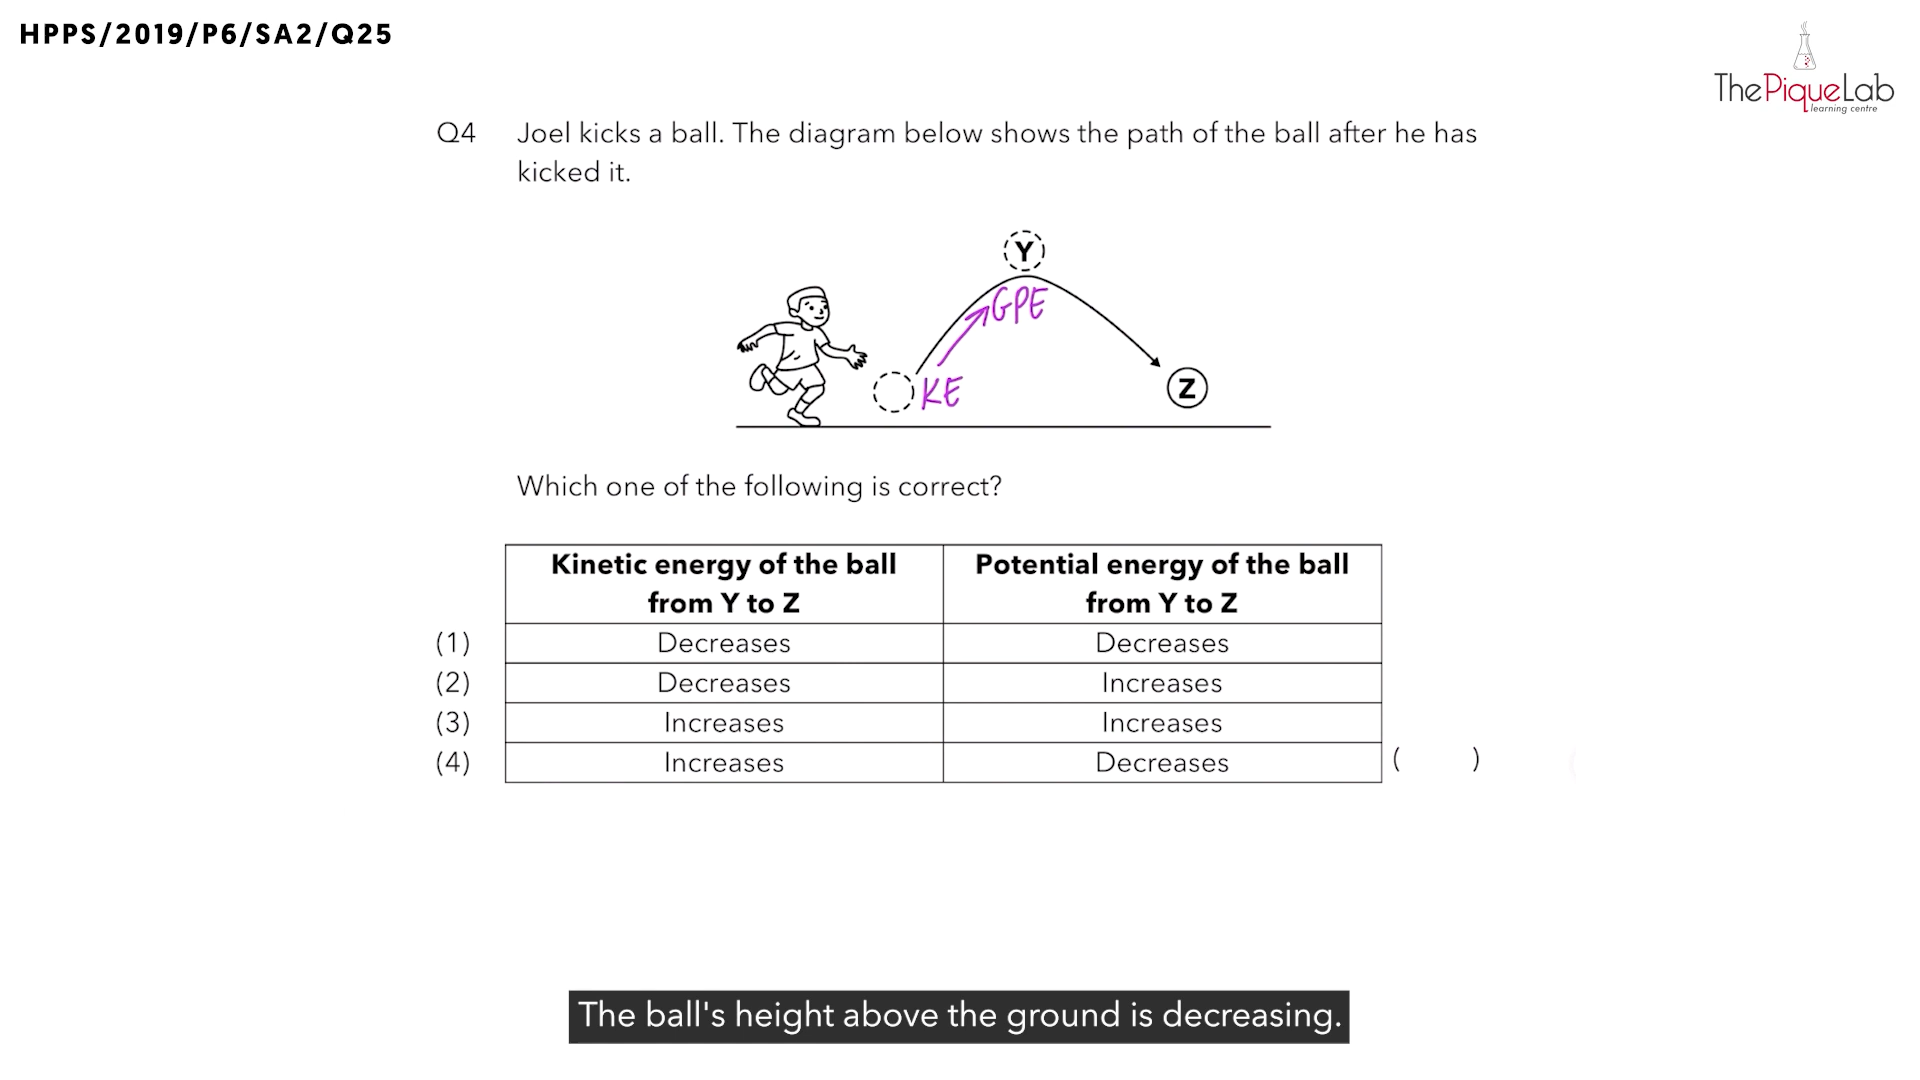 HPPS/2019/P6/SA2/Q25
ThePiqueLab
learning centre
Q4 Joel kicks a ball. The diagram below shows the path of the ball after he has
kicked it.
Y
GPE
KE
Z
Which one of the following is correct?
Kinetic energy of the ball from Y to Z Potential energy of the ball from Y to Z
(1) Decreases Decreases
(2) Decreases Increases
(3) Increases Increases
(4) Increases Decreases ( )
The ball's height above the ground is decreasing.